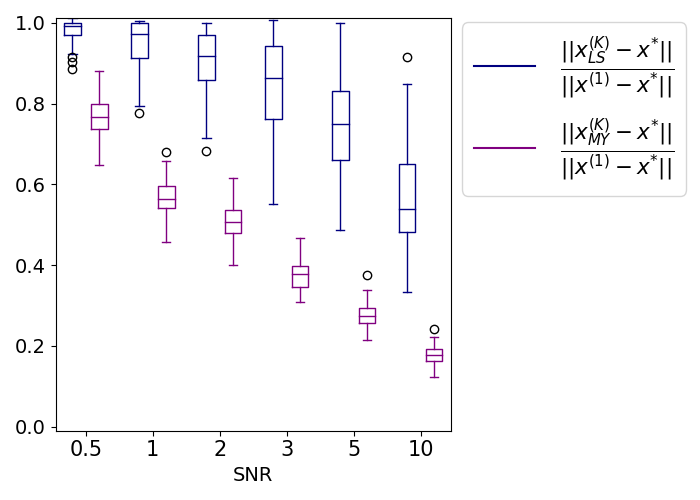 1.0
0.8
0.6
0.4
0.2
0.0
0.5 1 2 3 5 10
SNR
||x_{LS}^{(K)} − x^*||
||x^{(1)} − x^*||
||x_{MY}^{(K)} − x^*||
||x^{(1)} − x^*||